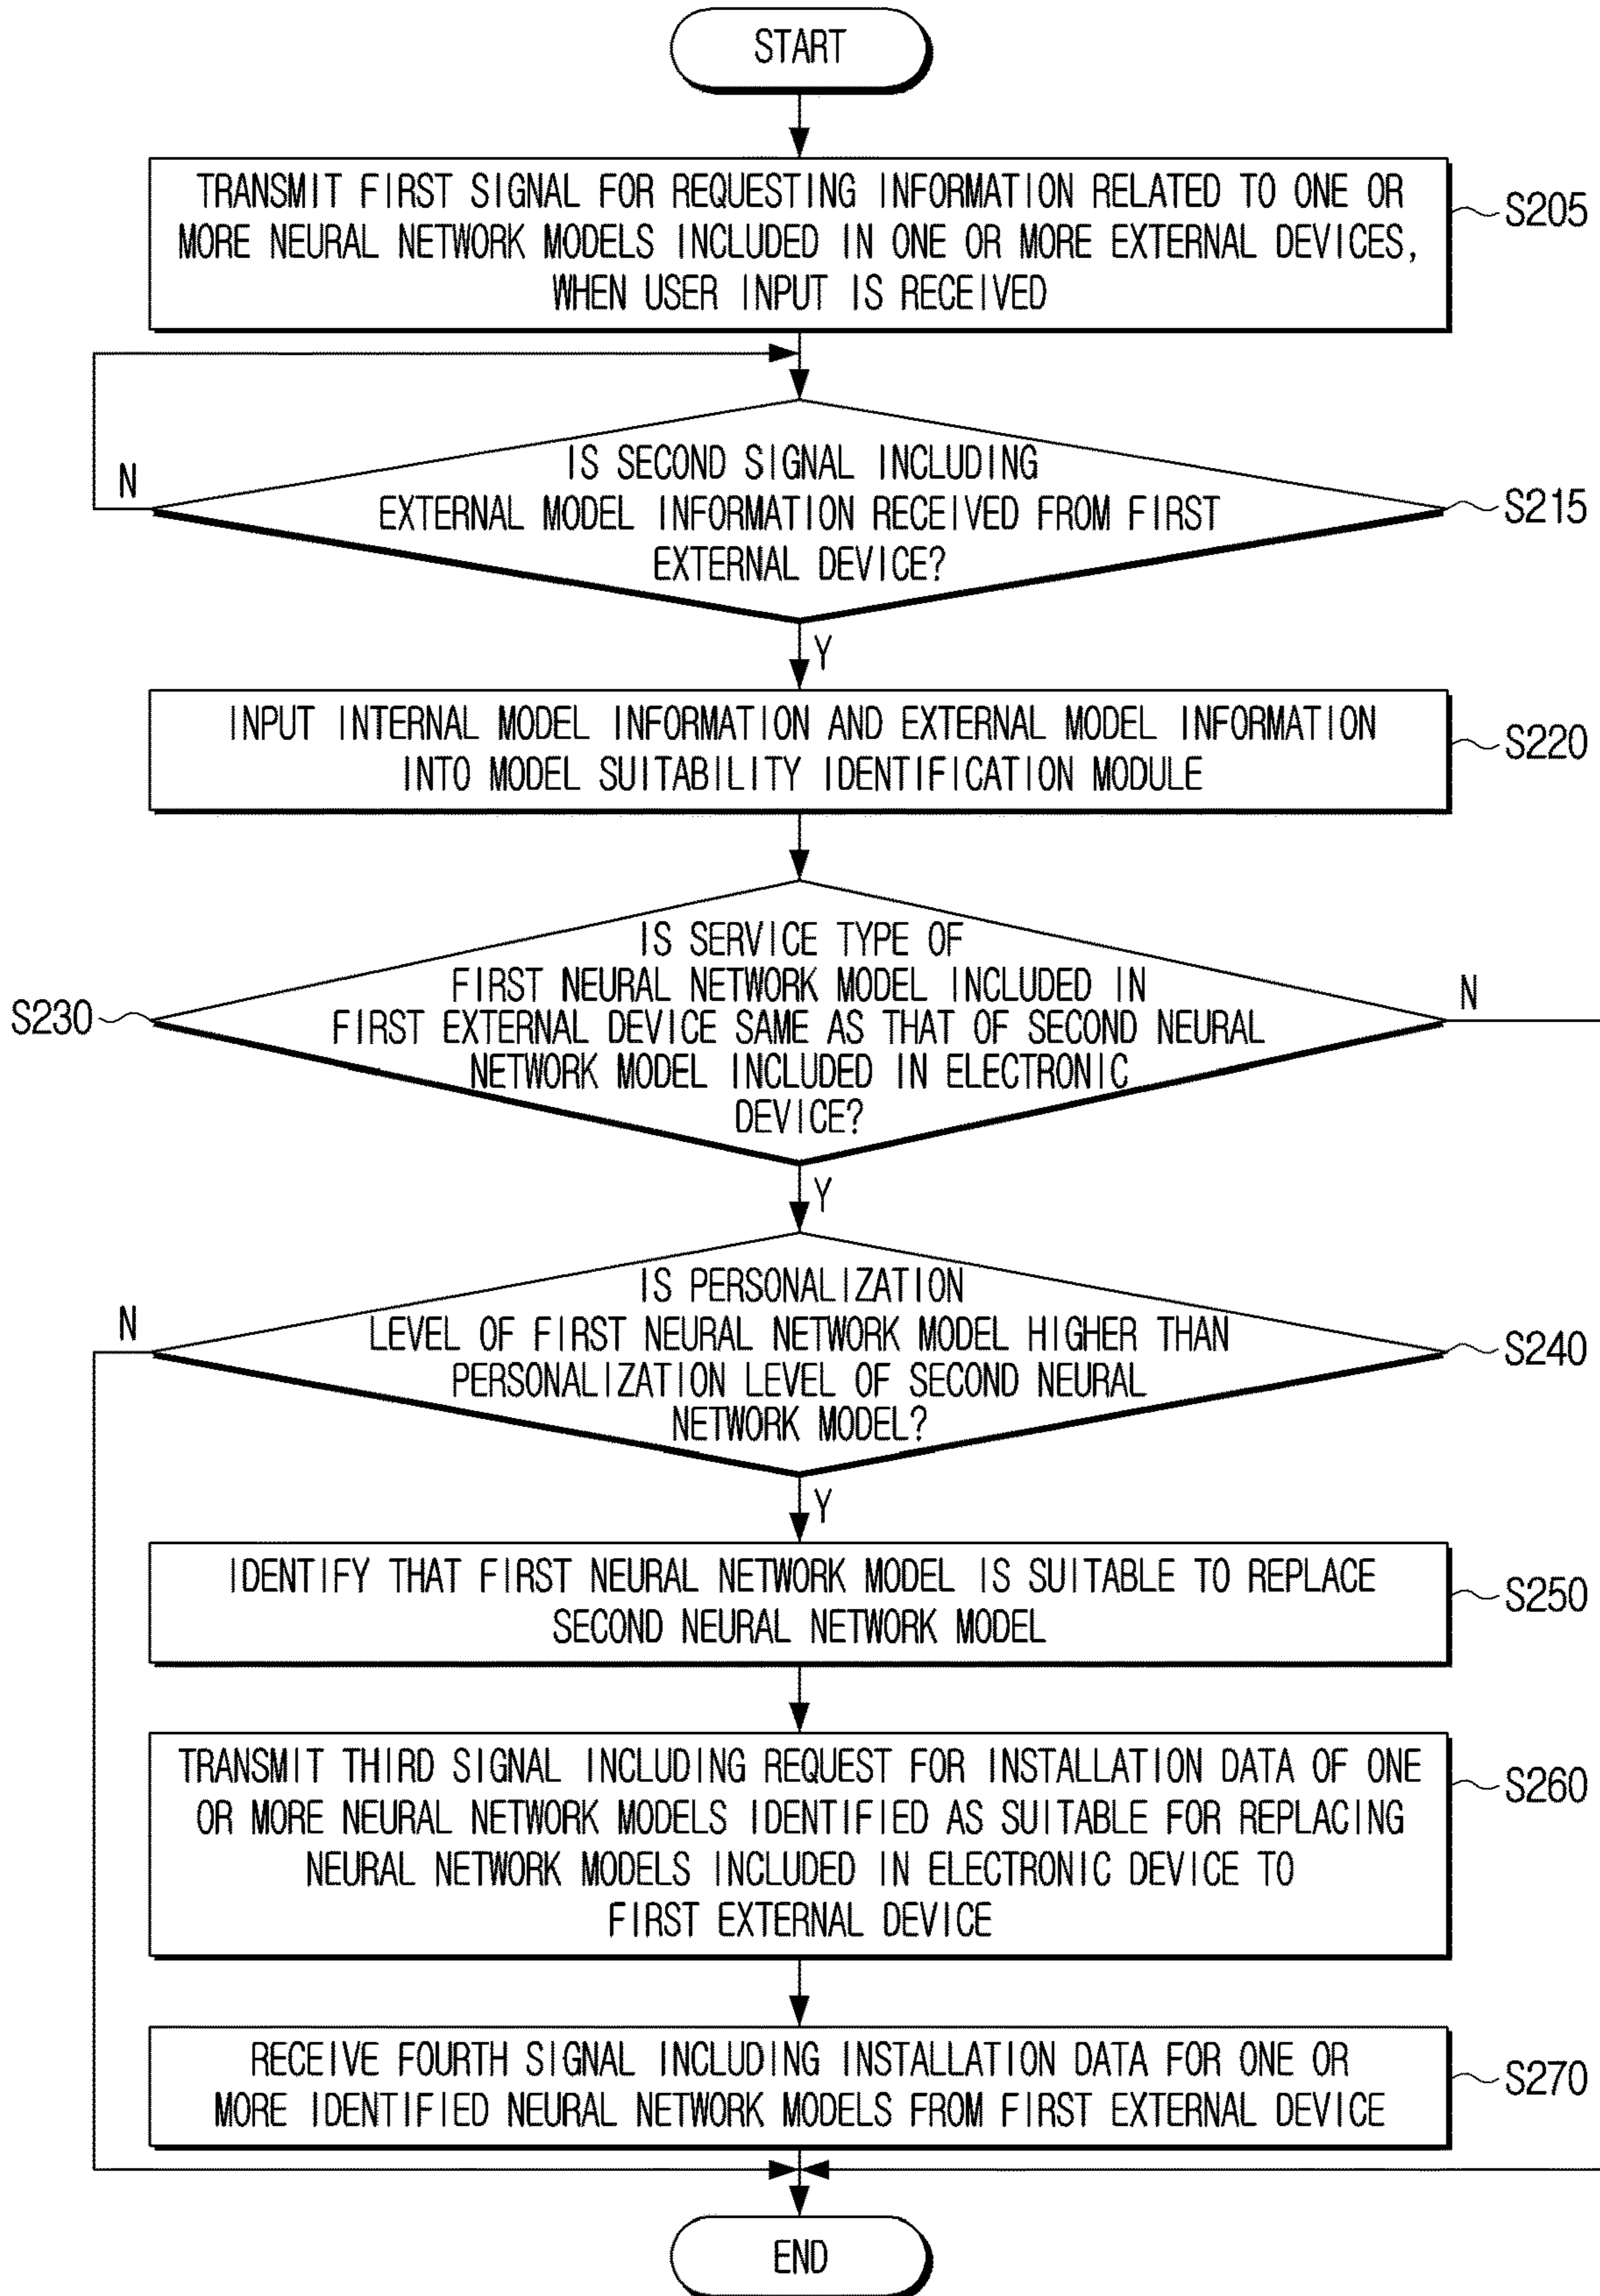 START
TRANSMIT FIRST SIGNAL FOR REQUESTING INFORMATION RELATED TO ONE OR
MORE NEURAL NETWORK MODELS INCLUDED IN ONE OR MORE EXTERNAL DEVICES,
WHEN USER INPUT IS RECEIVED
S205
N
IS SECOND SIGNAL INCLUDING
EXTERNAL MODEL INFORMATION RECEIVED FROM FIRST
EXTERNAL DEVICE?
S215
Y
INPUT INTERNAL MODEL INFORMATION AND EXTERNAL MODEL INFORMATION
INTO MODEL SUITABILITY IDENTIFICATION MODULE
S220
S230
IS SERVICE TYPE OF
FIRST NEURAL NETWORK MODEL INCLUDED IN
FIRST EXTERNAL DEVICE SAME AS THAT OF SECOND NEURAL
NETWORK MODEL INCLUDED IN ELECTRONIC
DEVICE?
N
Y
N
IS PERSONALIZATION
LEVEL OF FIRST NEURAL NETWORK MODEL HIGHER THAN
PERSONALIZATION LEVEL OF SECOND NEURAL
NETWORK MODEL?
S240
Y
IDENTIFY THAT FIRST NEURAL NETWORK MODEL IS SUITABLE TO REPLACE
SECOND NEURAL NETWORK MODEL
S250
TRANSMIT THIRD SIGNAL INCLUDING REQUEST FOR INSTALLATION DATA OF ONE
OR MORE NEURAL NETWORK MODELS IDENTIFIED AS SUITABLE FOR REPLACING
NEURAL NETWORK MODELS INCLUDED IN ELECTRONIC DEVICE TO
FIRST EXTERNAL DEVICE
S260
RECEIVE FOURTH SIGNAL INCLUDING INSTALLATION DATA FOR ONE OR
MORE IDENTIFIED NEURAL NETWORK MODELS FROM FIRST EXTERNAL DEVICE
S270
END